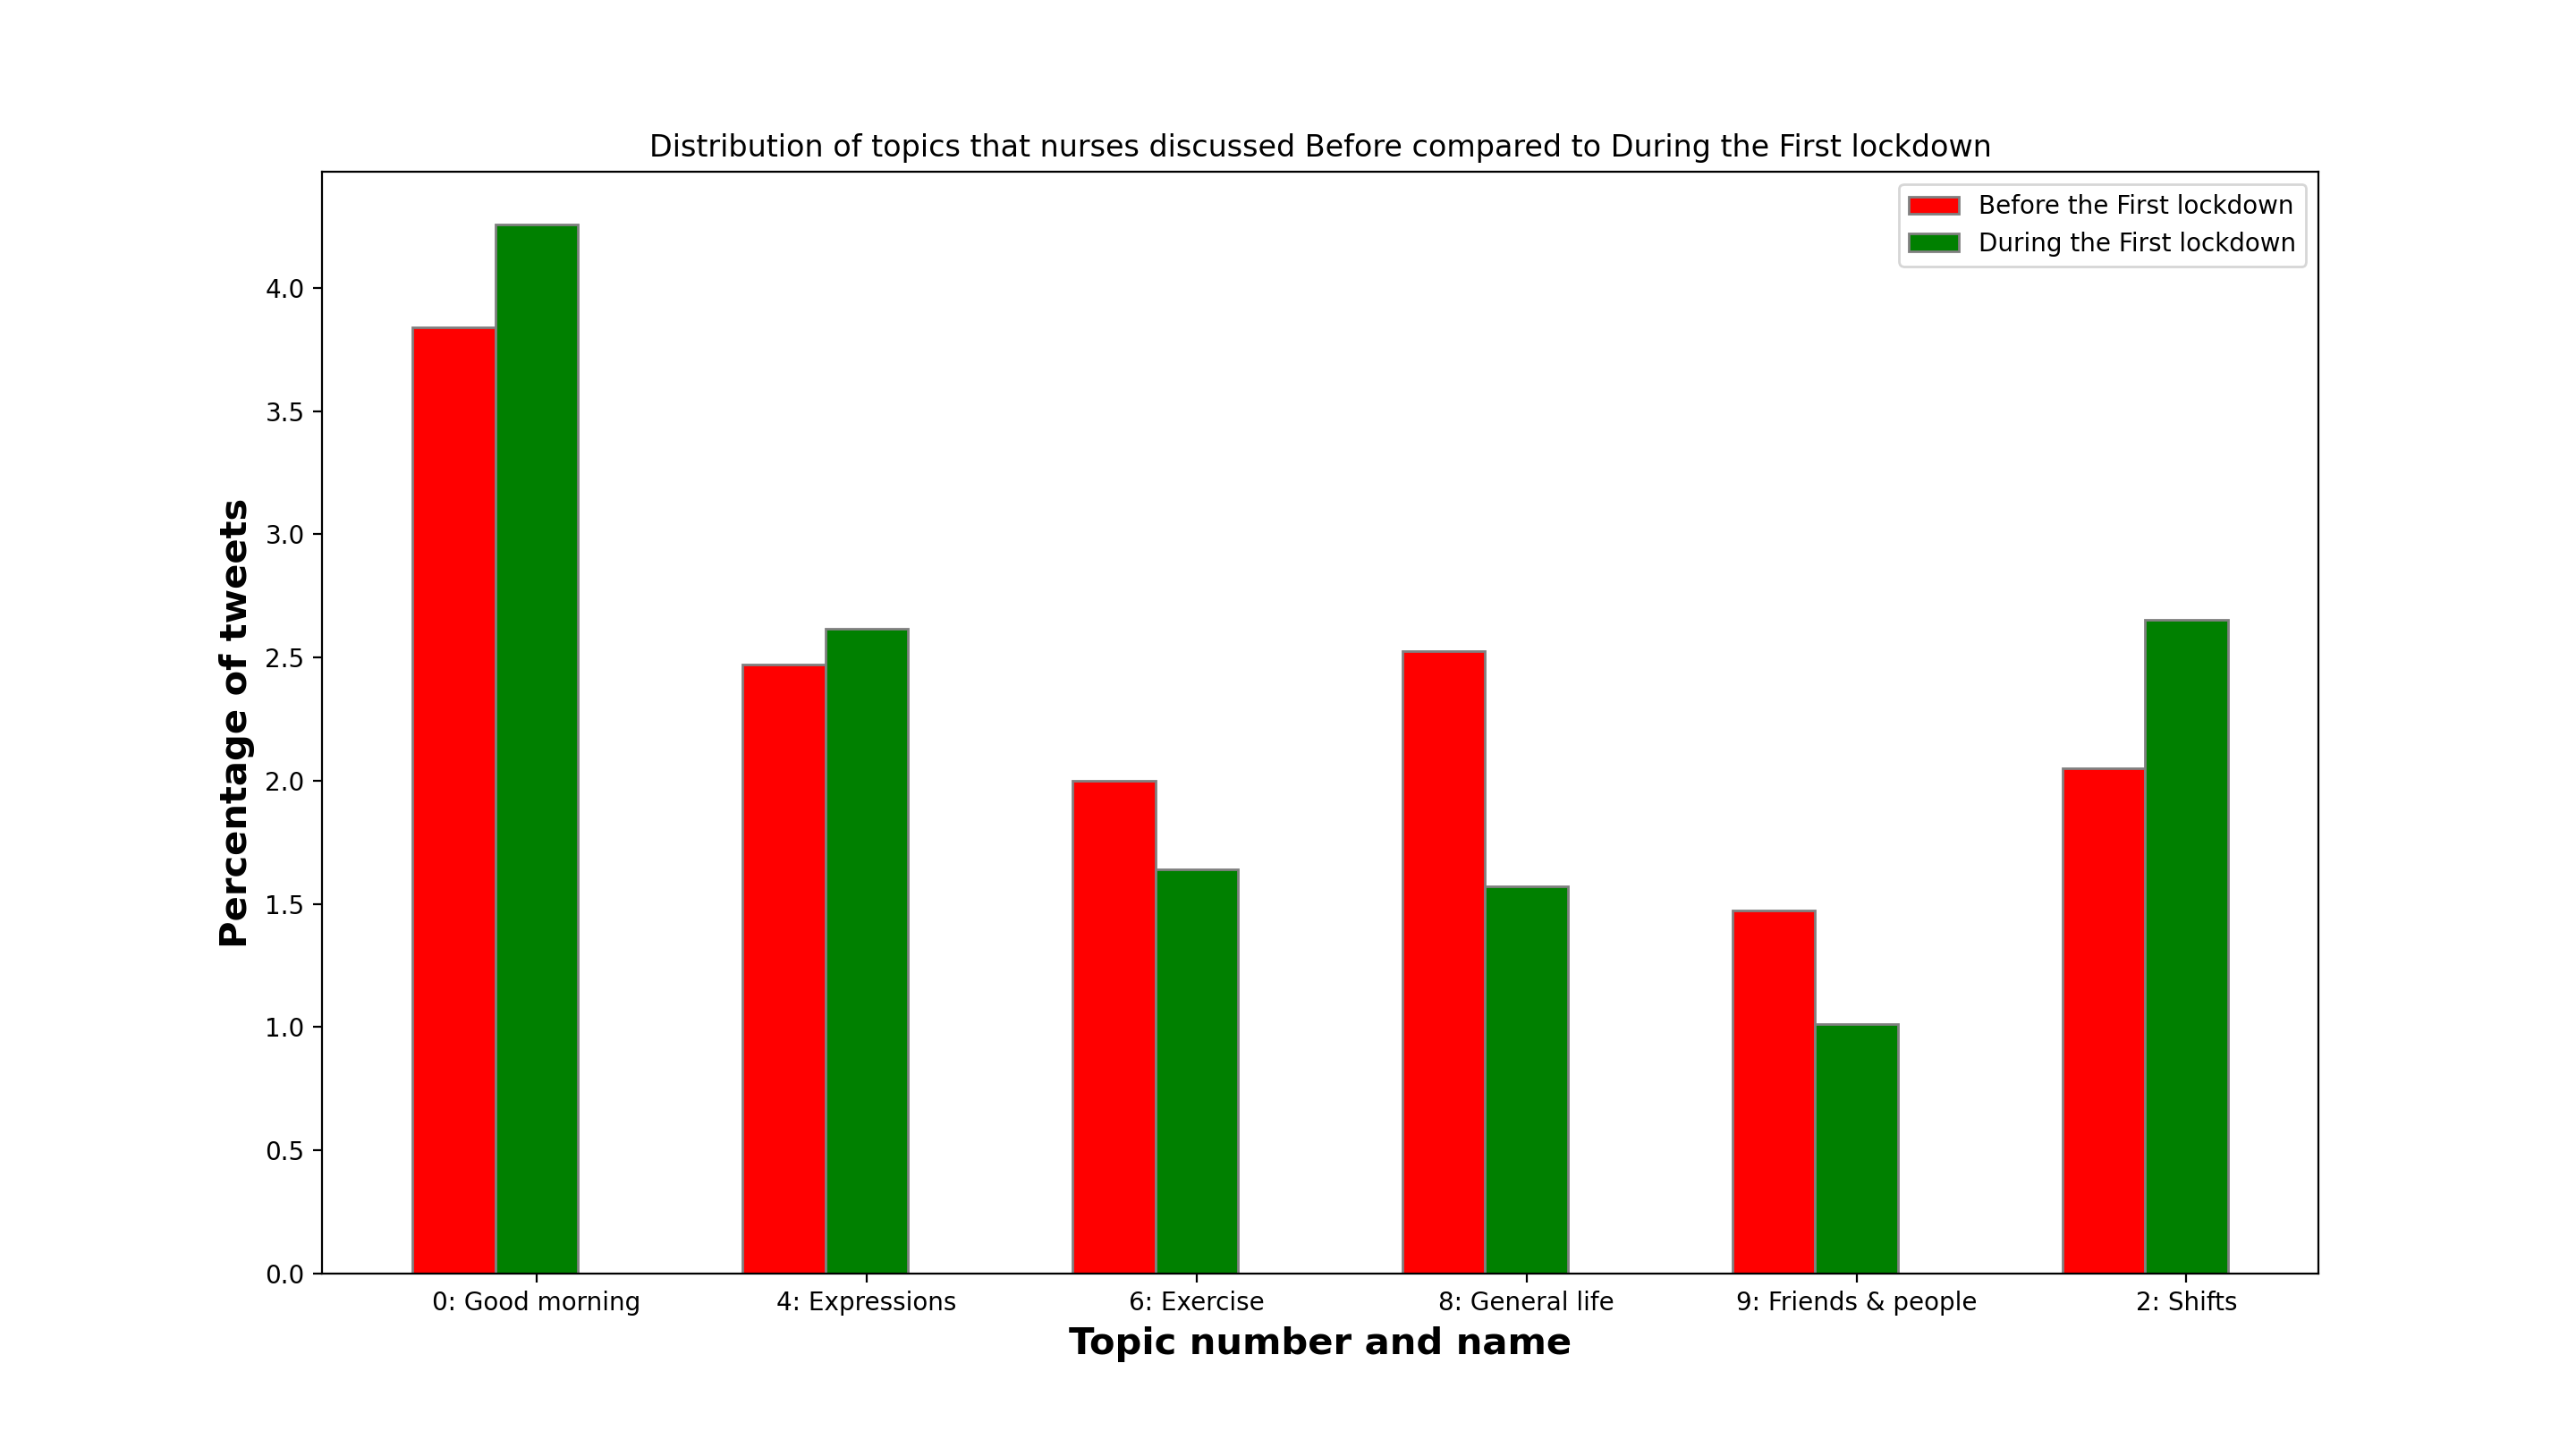 Distribution of topics that nurses discussed Before compared to During the First lockdown
Before the First lockdown
During the First lockdown
Percentage of tweets
4.0
3.5
3.0
2.5
2.0
1.5
1.0
0.5
0.0
0: Good morning
4: Expressions
6: Exercise
8: General life
9: Friends & people
2: Shifts
Topic number and name